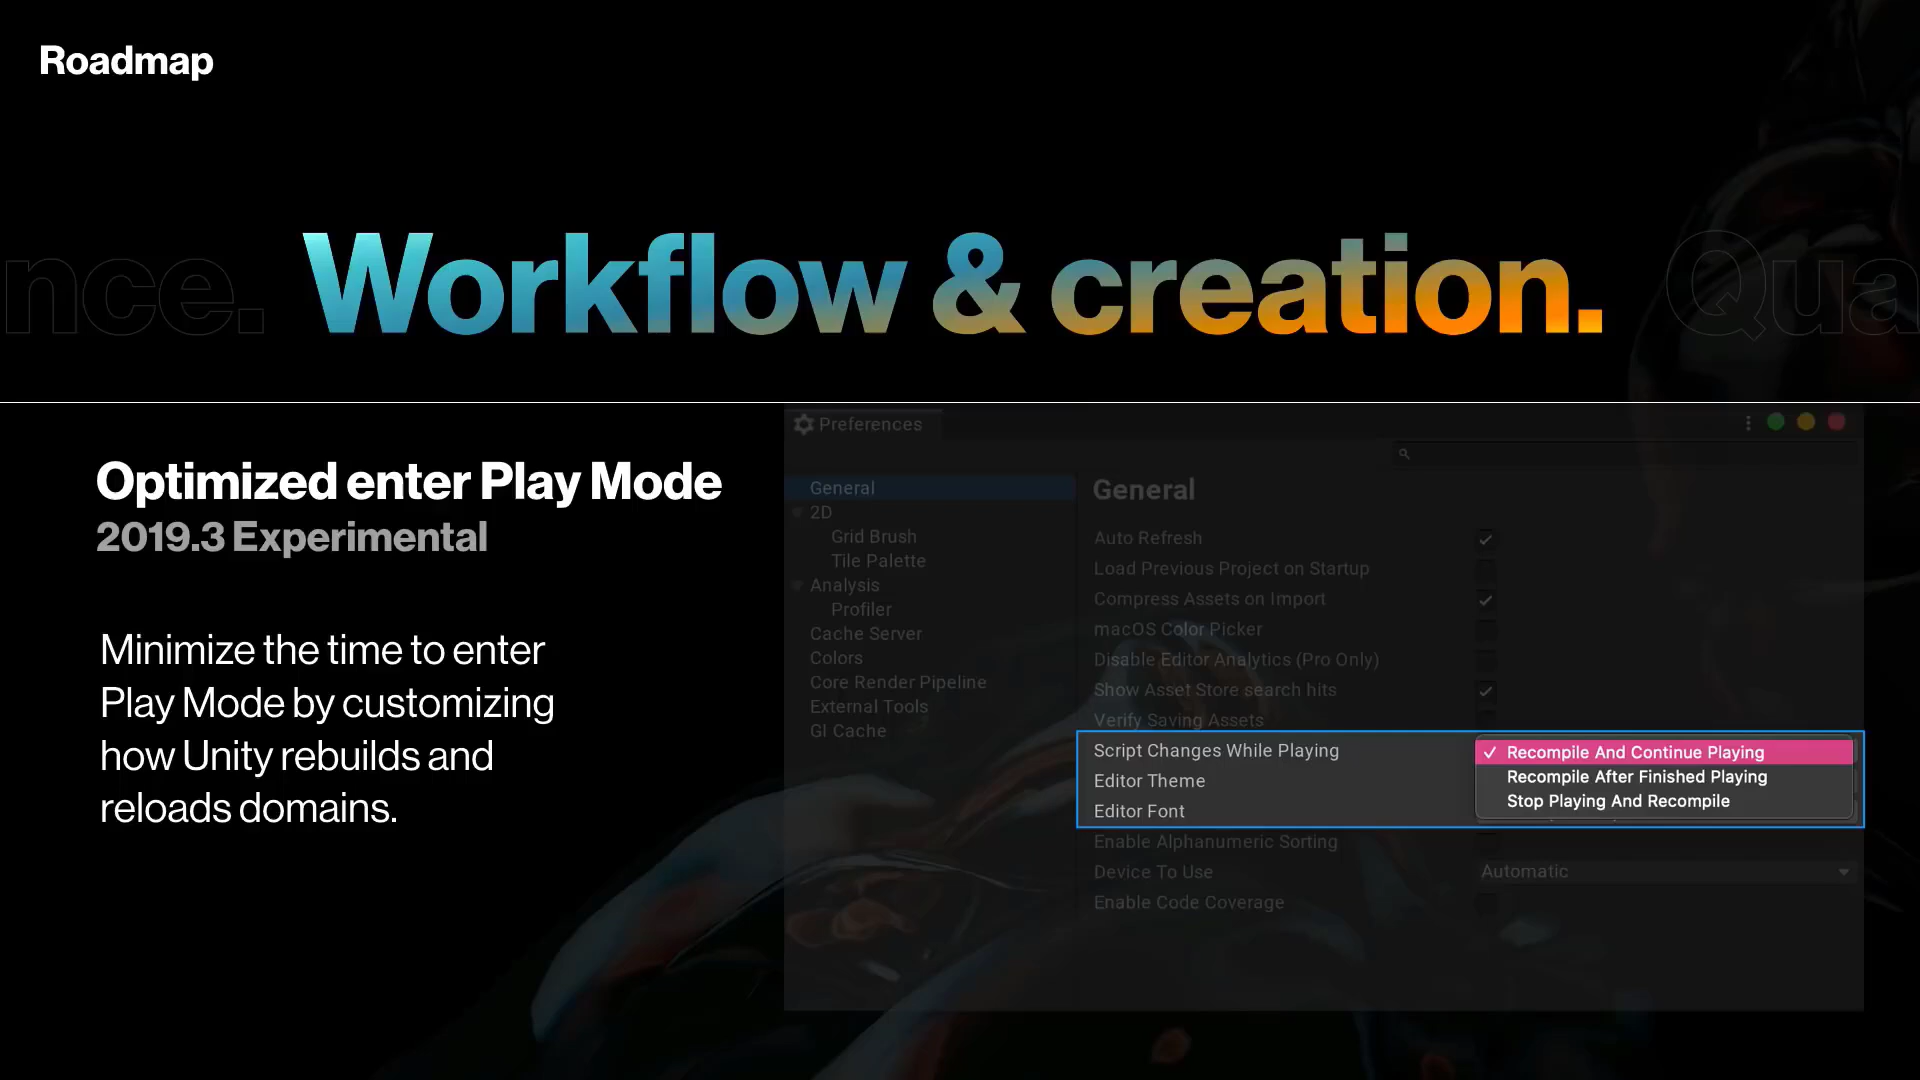 Roadmap
nce. Workflow & creation. Qua
Optimized enter Play Mode
2019.3 Experimental
Minimize the time to enter
Play Mode by customizing
how Unity rebuilds and
reloads domains.
Preferences
General
2D
Grid Brush
Tile Palette
Analysis
Profiler
Cache Server
Colors
Core Render Pipeline
External Tools
GI Cache
General
Auto Refresh
Load Previous Project on Startup
Compress Assets on Import
macOS Color Picker
Disable Editor Analytics (Pro Only)
Show Asset Store search hits
Verify Saving Assets
Script Changes While Playing
Recompile And Continue Playing
Recompile After Finished Playing
Stop Playing And Recompile
Editor Theme
Editor Font
Enable Alphanumeric Sorting
Device To Use Automatic
Enable Code Coverage